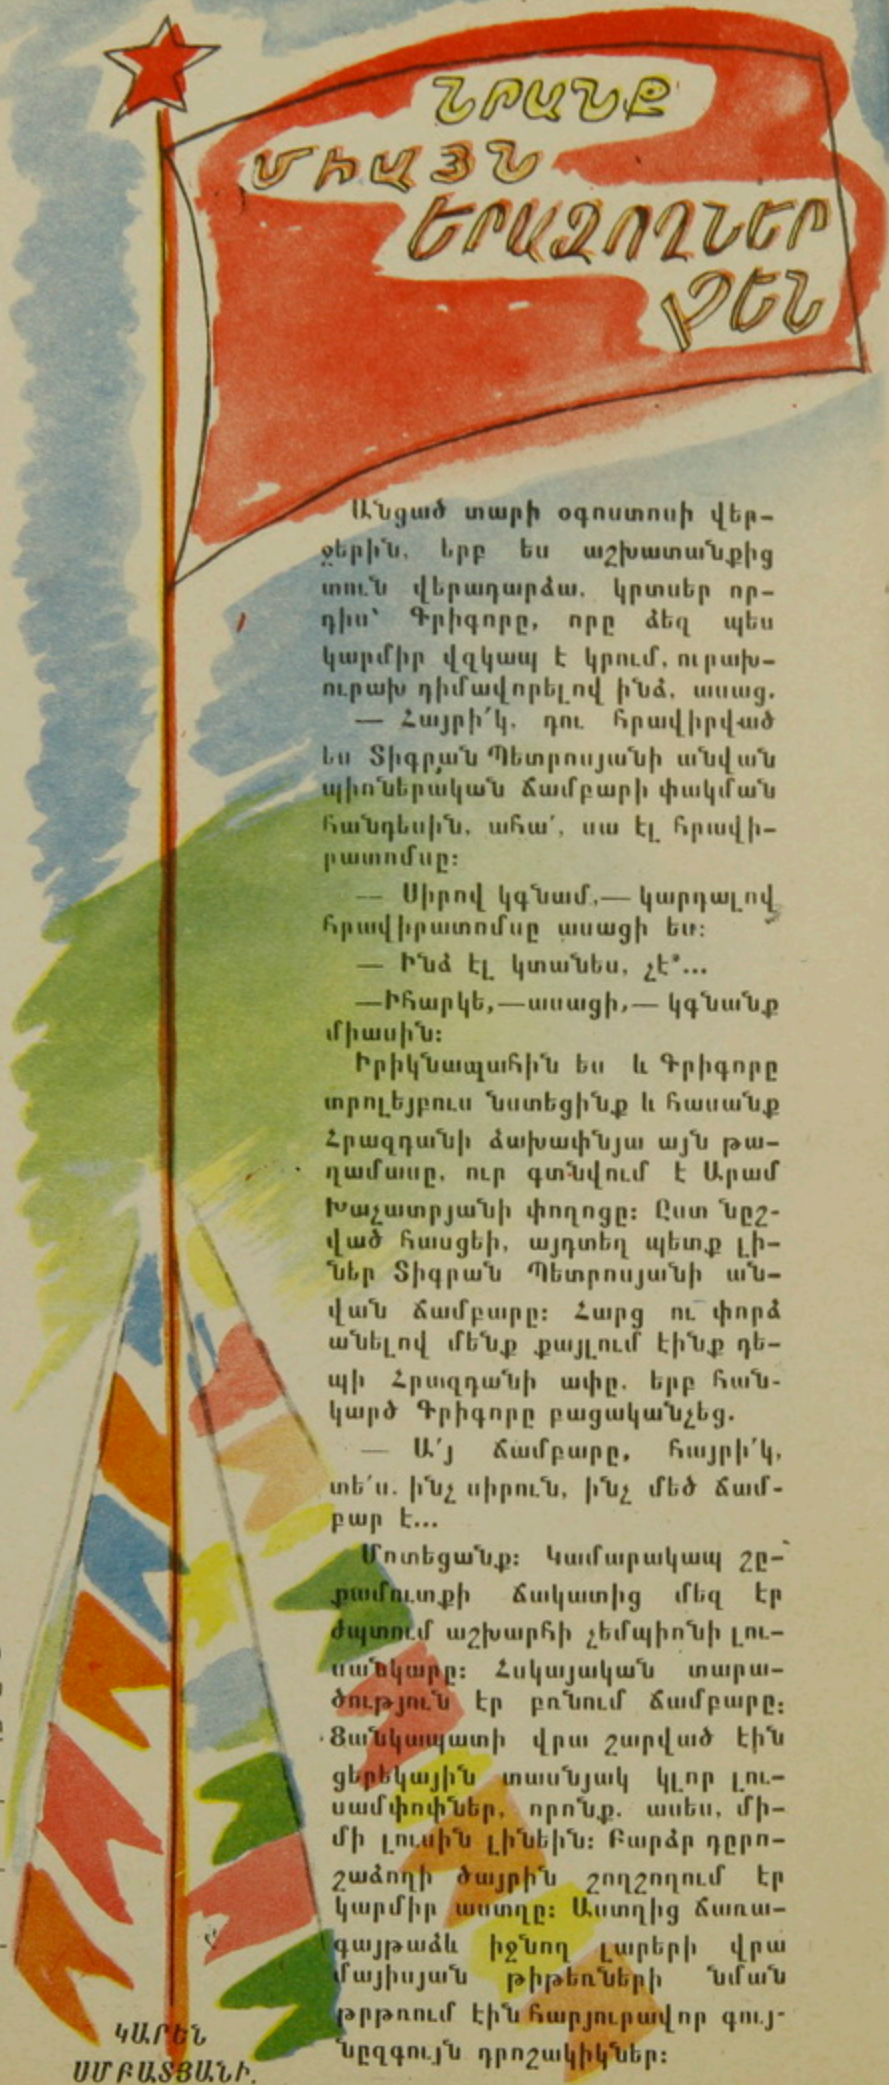 ՆՐԱՆՔ
ՄԻԱՅՆ
ԵՐԱԶՈՂՆԵՐ
ՉԵՆ
Անցած տարի օգոստոսի վեր-
ջերին, երբ ես աշխատանքից
տուն վերադարձա, կրտսեր որ-
դիս՝ Գրիգորը, որը ձեզ պես
կարմիր վզկապ է կրում, ուրախ-
ուրախ դիմավորելով ինձ, ասաց.
— Հայրի՛կ, դու հրավիրված
ես Տիգրան Պետրոսյանի անվան
պիոներական ճամբարի փակման
հանդեսին, ահա՛, սա էլ հրավի-
րատոմսը:
— Սիրով կգնամ,— կարդալով
հրավիրատոմսը ասացի ես:
— Ինձ էլ կտանես, չէ՞...
—Իհարկե,—ասացի,— կգնանք
միասին:
Իրիկնապահին ես և Գրիգորը
տրոլեյբուս նստեցինք և հասանք
Հրազդանի ձախափնյա այն թա-
ղամասը, ուր գտնվում է Արամ
Խաչատրյանի փողոցը: Ըստ նըշ-
ված հասցեի, այդտեղ պետք լի-
ներ Տիգրան Պետրոսյանի ան-
վան ճամբարը: Հարց ու փորձ
անելով մենք քայլում էինք դե-
պի Հրազդանի ափը. երբ հան-
կարծ Գրիգորը բացականչեց.
— Ա՛յ ճամբարը, հայրի՛կ,
տե՛ս. ինչ սիրուն, ինչ մեծ ճամ-
բար է...
Մոտեցանք: Կամարակապ շը-
քամուտքի ճակատից մեզ էր
ժպտում աշխարհի չեմպիոնի լու-
սանկարը: Հսկայական տարա-
ծություն էր բռնում ճամբարը:
Ցանկապատի վրա շարված էին
ցերեկային տասնյակ կլոր լու-
սամփոփներ, որոնք. ասես, մի-
մի լուսին լինեին: Բարձր դըրո-
շաձողի ծայրին շողշողում էր
կարմիր աստղը: Աստղից ճառա-
գայթաձև իջնող լարերի վրա
մայիսյան թիթեռների նման
թրթռում էին հարյուրավոր գույ-
նըզգույն դրոշակիկներ:
ԿԱՐԵՆ
ՍՄԲԱՏՅԱՆԻ.